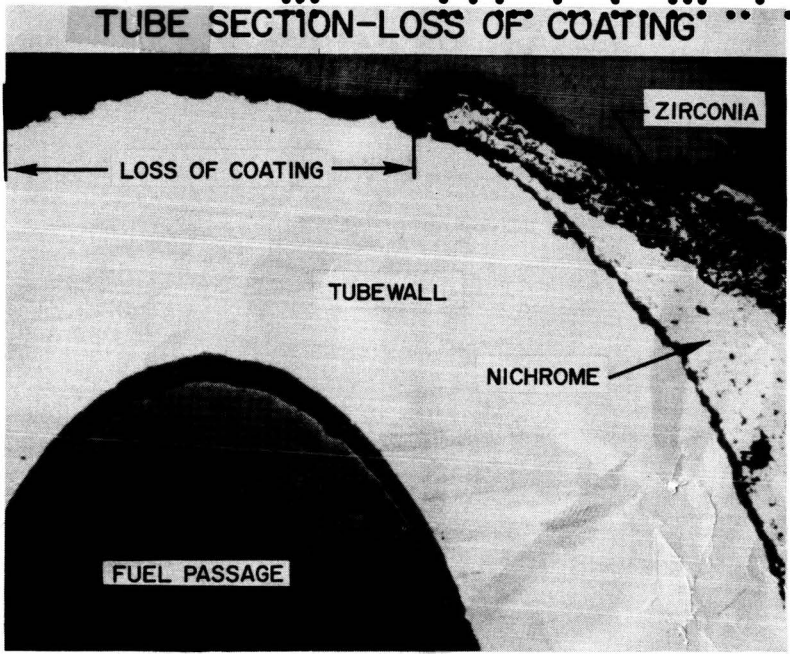 TUBE SECTION-LOSS OF COATING
ZIRCONIA
LOSS OF COATING
TUBEWALL
NICHROME
FUEL PASSAGE